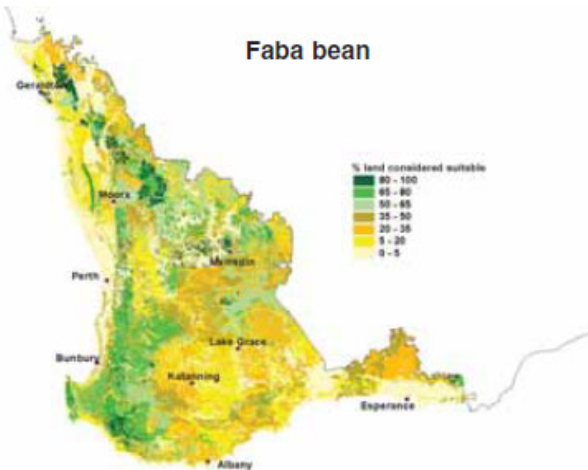 Faba bean
Geraldton
% land considered suitable
80 - 100
65 - 80
50 - 65
35 - 50
20 - 35
5 - 20
0 - 5
Moora
Merredin
Perth
Lake Grace
Bunbury
Katanning
Esperance
Albany